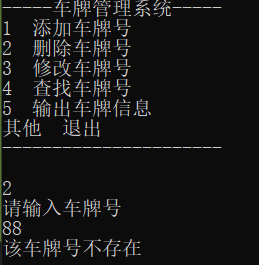 -----车牌管理系统-----
1  添加车牌号
2  删除车牌号
3  修改车牌号
4  查找车牌号
5  输出车牌信息
其他  退出
----------------------
2
请输入车牌号
88
该车牌号不存在